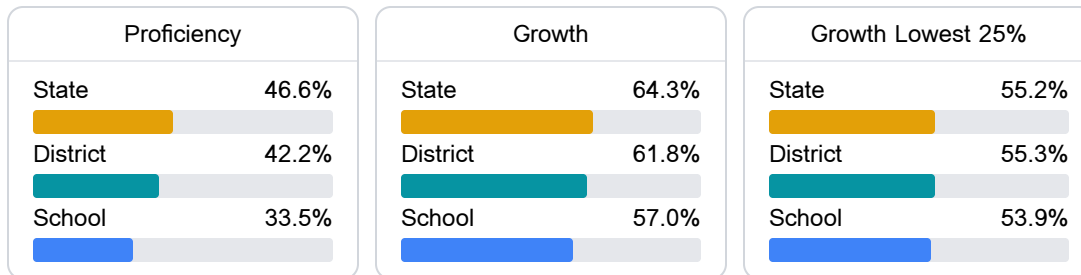 Proficiency
State 46.6%
District 42.2%
School 33.5%
Growth
State 64.3%
District 61.8%
School 57.0%
Growth Lowest 25%
State 55.2%
District 55.3%
School 53.9%